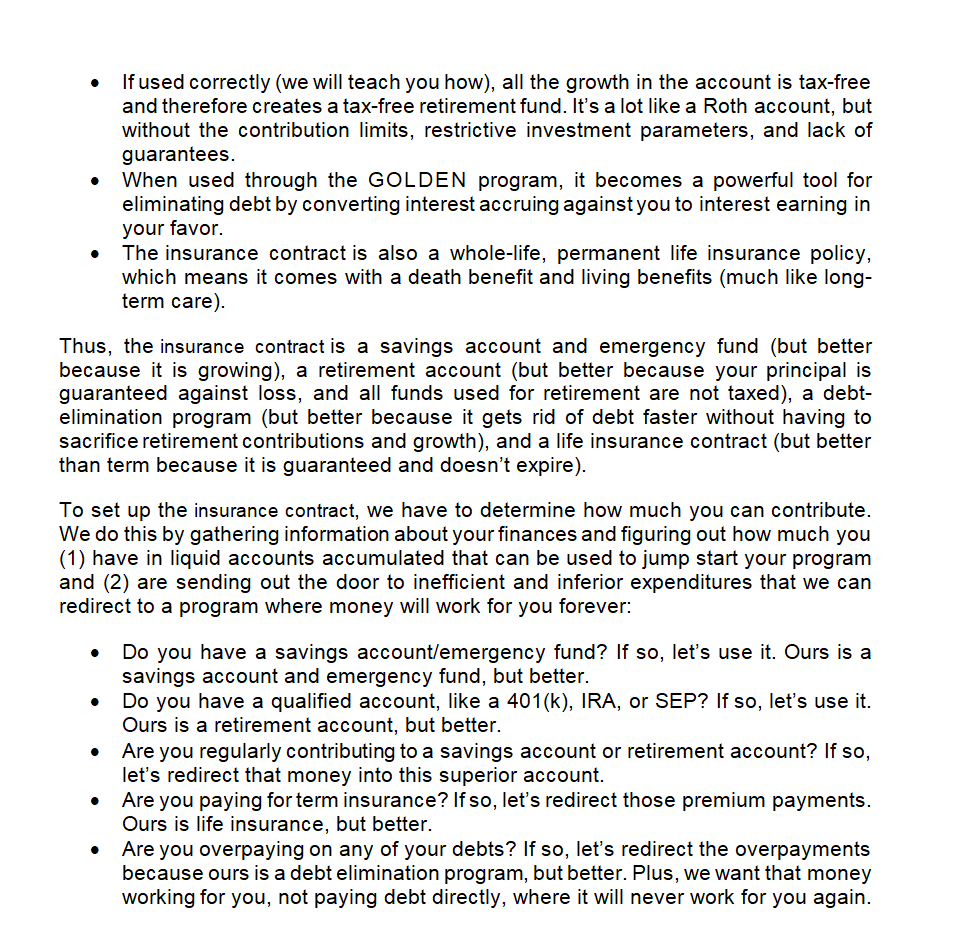 • If used correctly (we will teach you how), all the growth in the account is tax-free
and therefore creates a tax-free retirement fund. It’s a lot like a Roth account, but
without the contribution limits, restrictive investment parameters, and lack of
guarantees.
• When used through the GOLDEN program, it becomes a powerful tool for
eliminating debt by converting interest accruing against you to interest earning in
your favor.
• The insurance contract is also a whole-life, permanent life insurance policy,
which means it comes with a death benefit and living benefits (much like long-
term care).
Thus, the insurance contract is a savings account and emergency fund (but better
because it is growing), a retirement account (but better because your principal is
guaranteed against loss, and all funds used for retirement are not taxed), a debt-
elimination program (but better because it gets rid of debt faster without having to
sacrifice retirement contributions and growth), and a life insurance contract (but better
than term because it is guaranteed and doesn’t expire).
To set up the insurance contract, we have to determine how much you can contribute.
We do this by gathering information about your finances and figuring out how much you
(1) have in liquid accounts accumulated that can be used to jump start your program
and (2) are sending out the door to inefficient and inferior expenditures that we can
redirect to a program where money will work for you forever:
• Do you have a savings account/emergency fund? If so, let’s use it. Ours is a
savings account and emergency fund, but better.
• Do you have a qualified account, like a 401(k), IRA, or SEP? If so, let’s use it.
Ours is a retirement account, but better.
• Are you regularly contributing to a savings account or retirement account? If so,
let’s redirect that money into this superior account.
• Are you paying for term insurance? If so, let’s redirect those premium payments.
Ours is life insurance, but better.
• Are you overpaying on any of your debts? If so, let’s redirect the overpayments
because ours is a debt elimination program, but better. Plus, we want that money
working for you, not paying debt directly, where it will never work for you again.